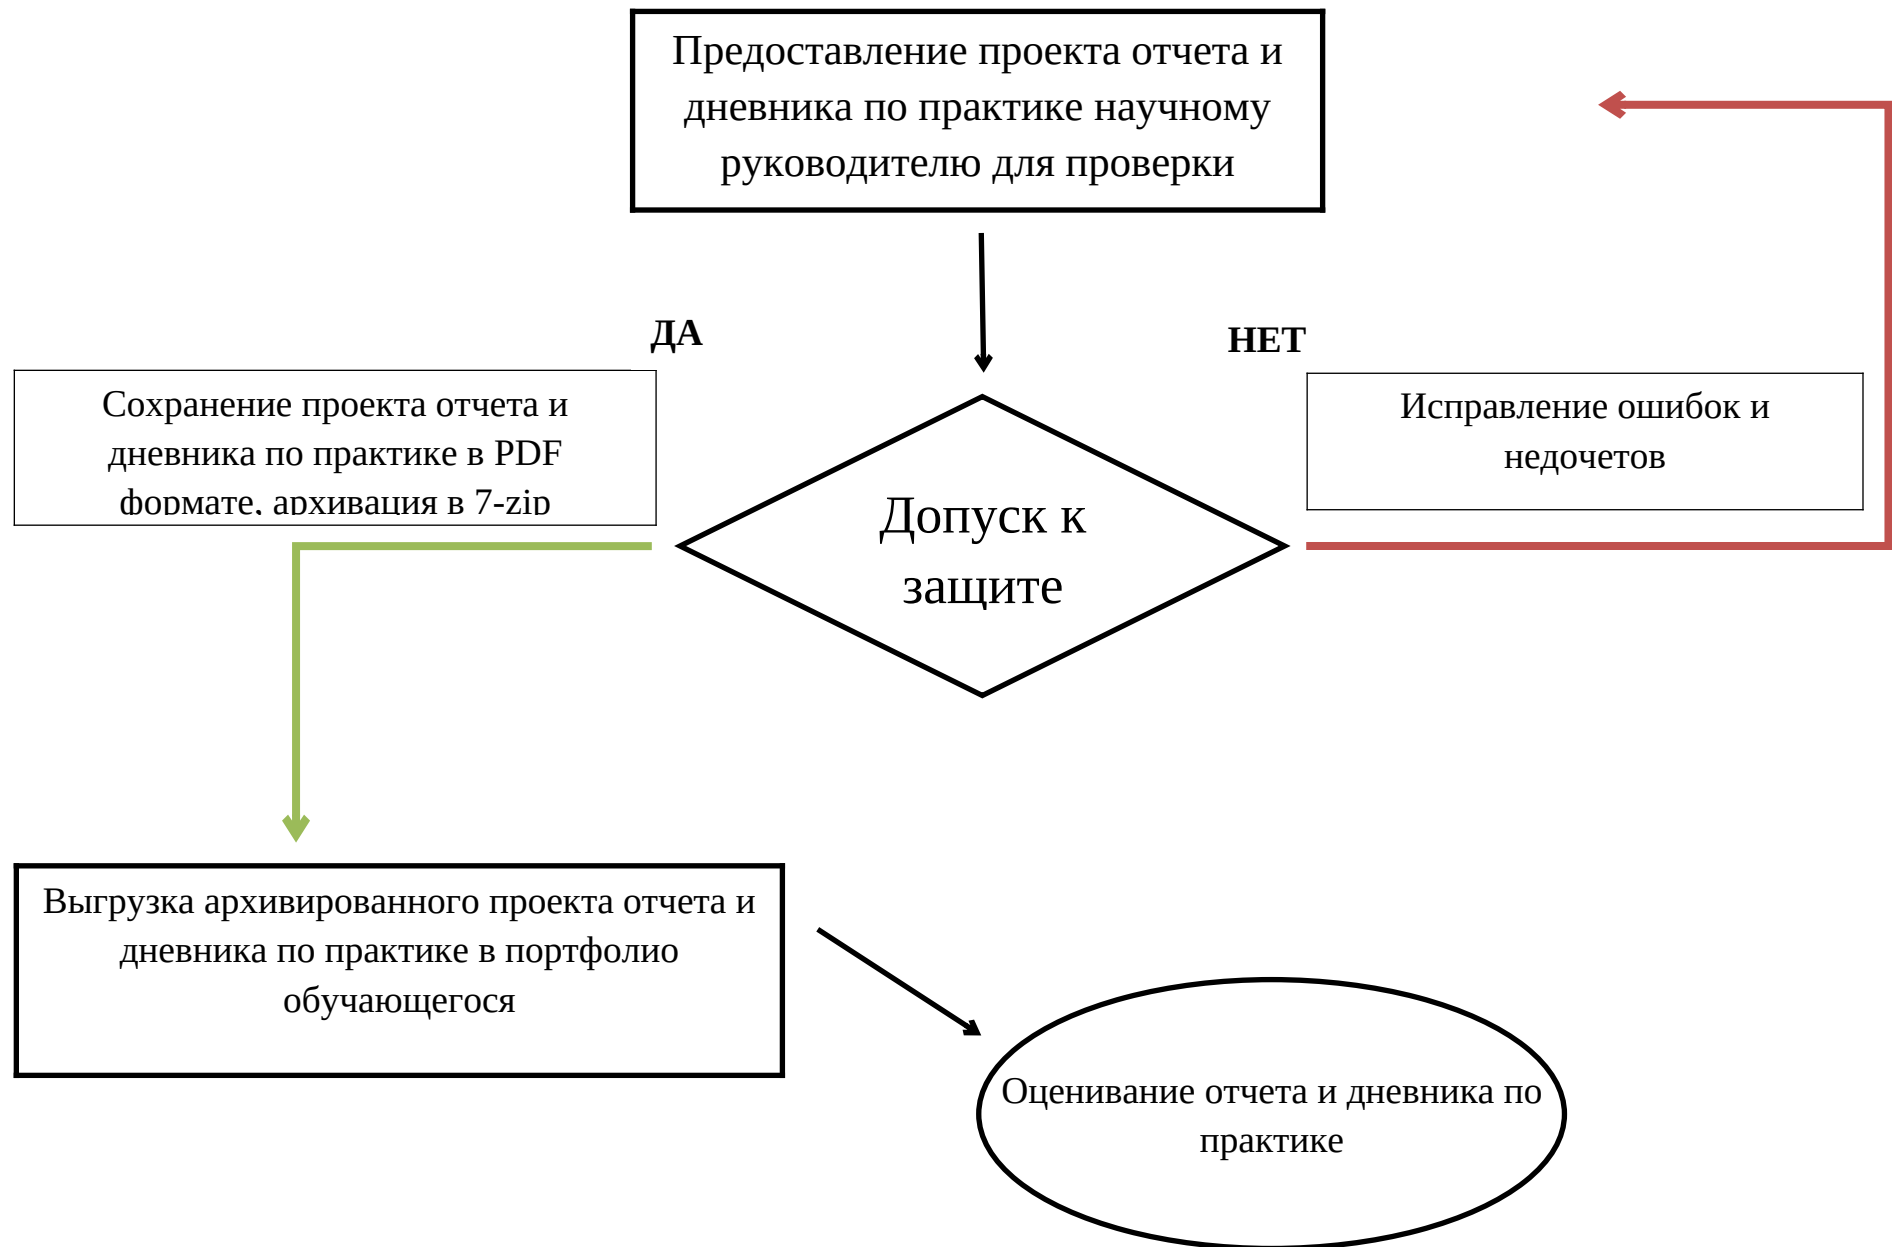 Предоставление проекта отчета и
дневника по практике научному
руководителю для проверки
ДА
НЕТ
Сохранение проекта отчета и
дневника по практике в PDF
формате, архивация в 7-zip
Исправление ошибок и
недочетов
Допуск к
защите
Выгрузка архивированного проекта отчета и
дневника по практике в портфолио
обучающегося
Оценивание отчета и дневника по
практике